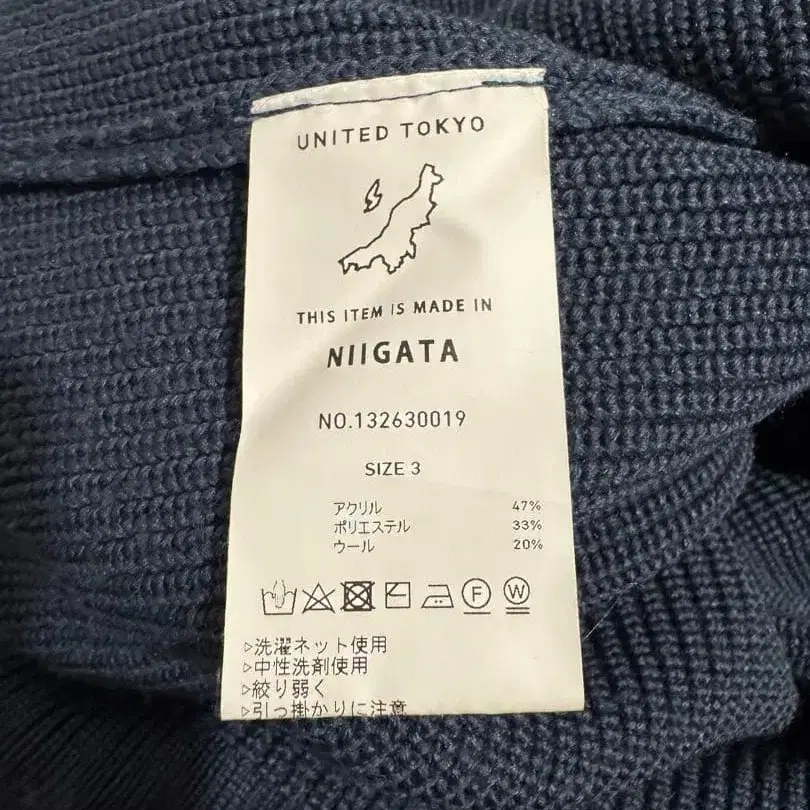 UNITED TOKYO
THIS ITEM IS MADE IN
NIIGATA
NO.132630019
SIZE 3
アクリル 47%
ポリエステル 33%
ウール 20%
F W
▷洗濯ネット使用
▷中性洗剤使用
▷絞り弱く
▷引っ掛かりに注意